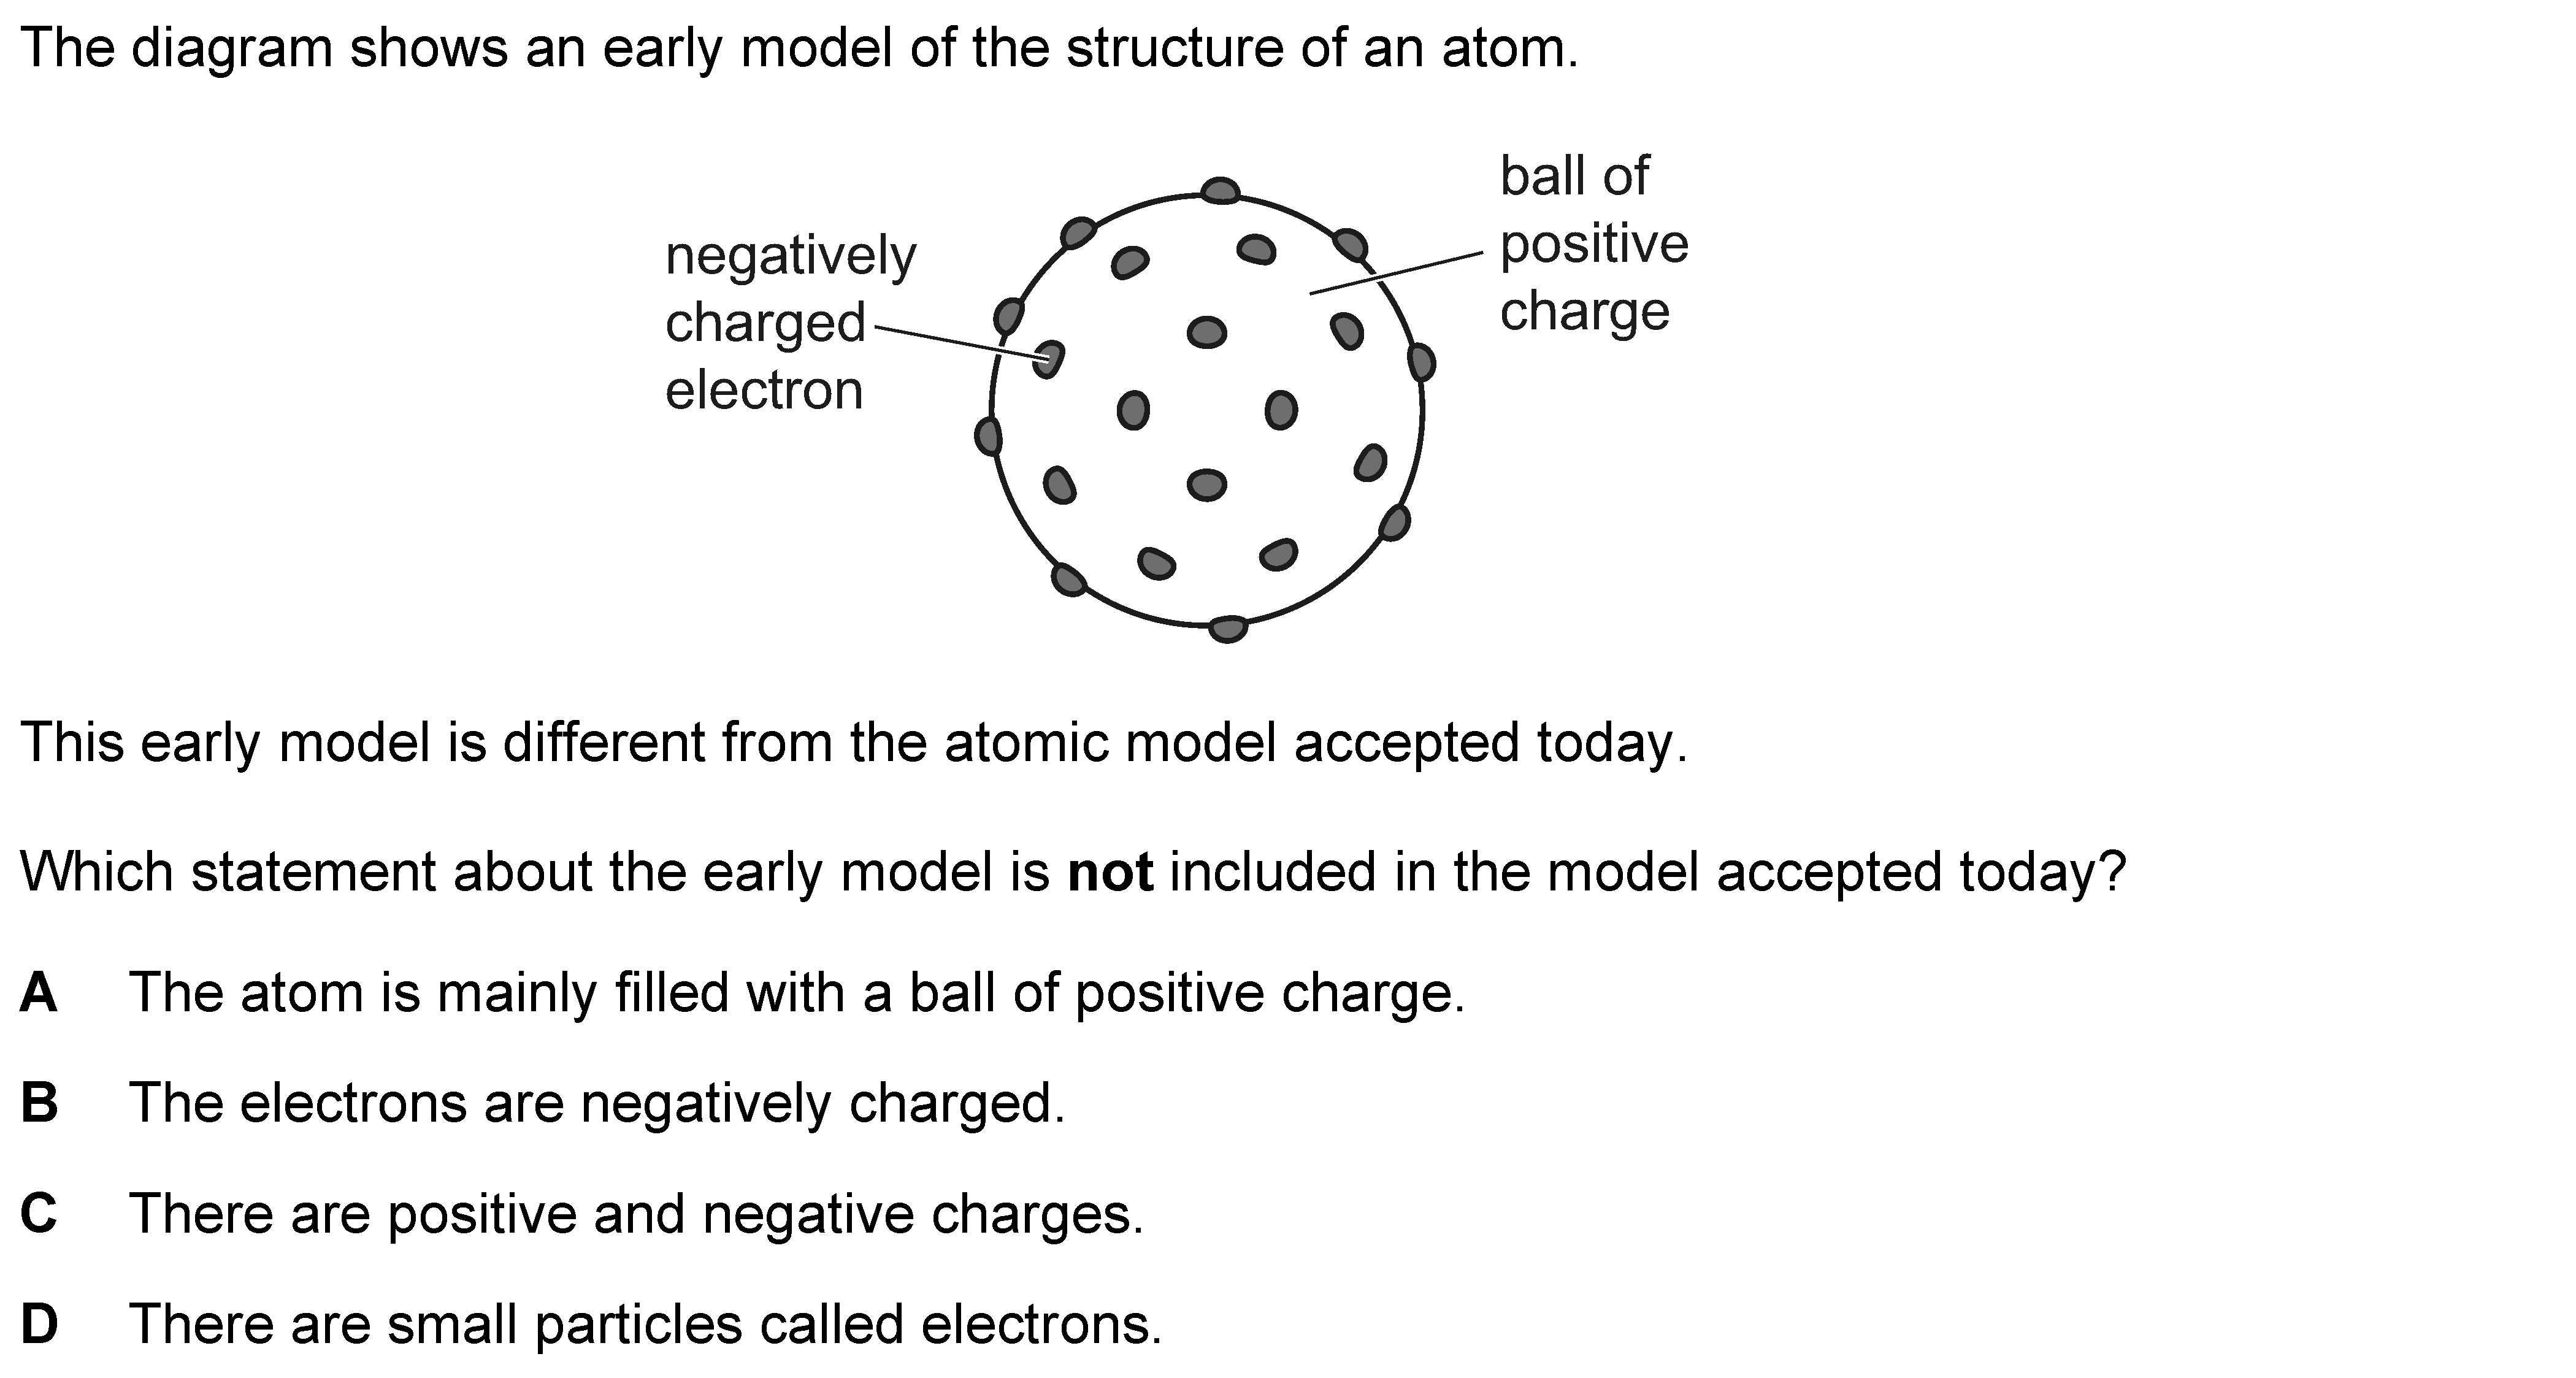 The diagram shows an early model of the structure of an atom.
negatively
charged
electron
ball of
positive
charge
This early model is different from the atomic model accepted today.
Which statement about the early model is not included in the model accepted today?
A The atom is mainly filled with a ball of positive charge.
B The electrons are negatively charged.
C There are positive and negative charges.
D There are small particles called electrons.